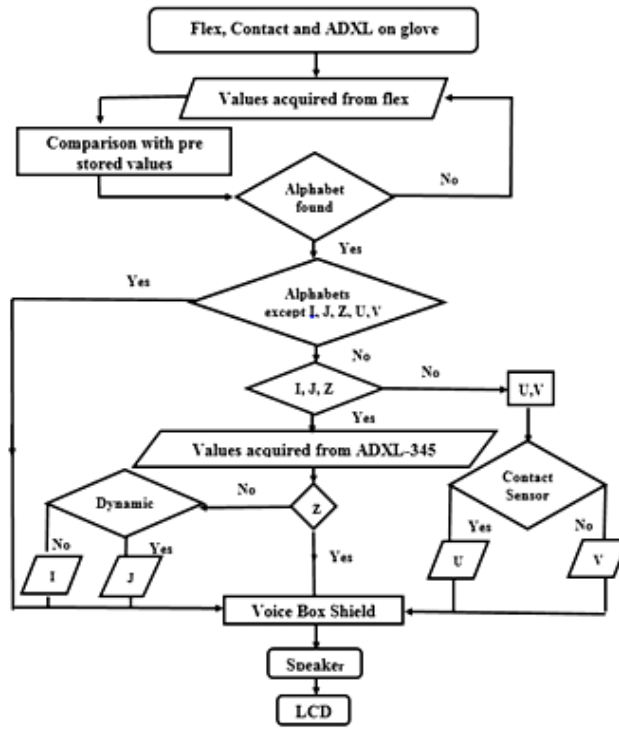 Flex, Contact and ADXL on glove
Values acquired from flex
Comparison with pre
stored values
Alphabet
found
No
Yes
Yes
Alphabets
except I, J, Z, U, V
No
I, J, Z
No
U,V
Yes
Values acquired from ADXL-345
Contact
Sensor
Dynamic
No
Z
Yes
No
No
Yes
I
J
Yes
U
V
Voice Box Shield
Speaker
LCD